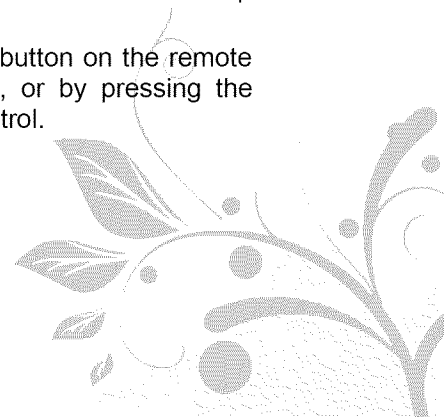 button on the remote
, or by pressing the
trol.